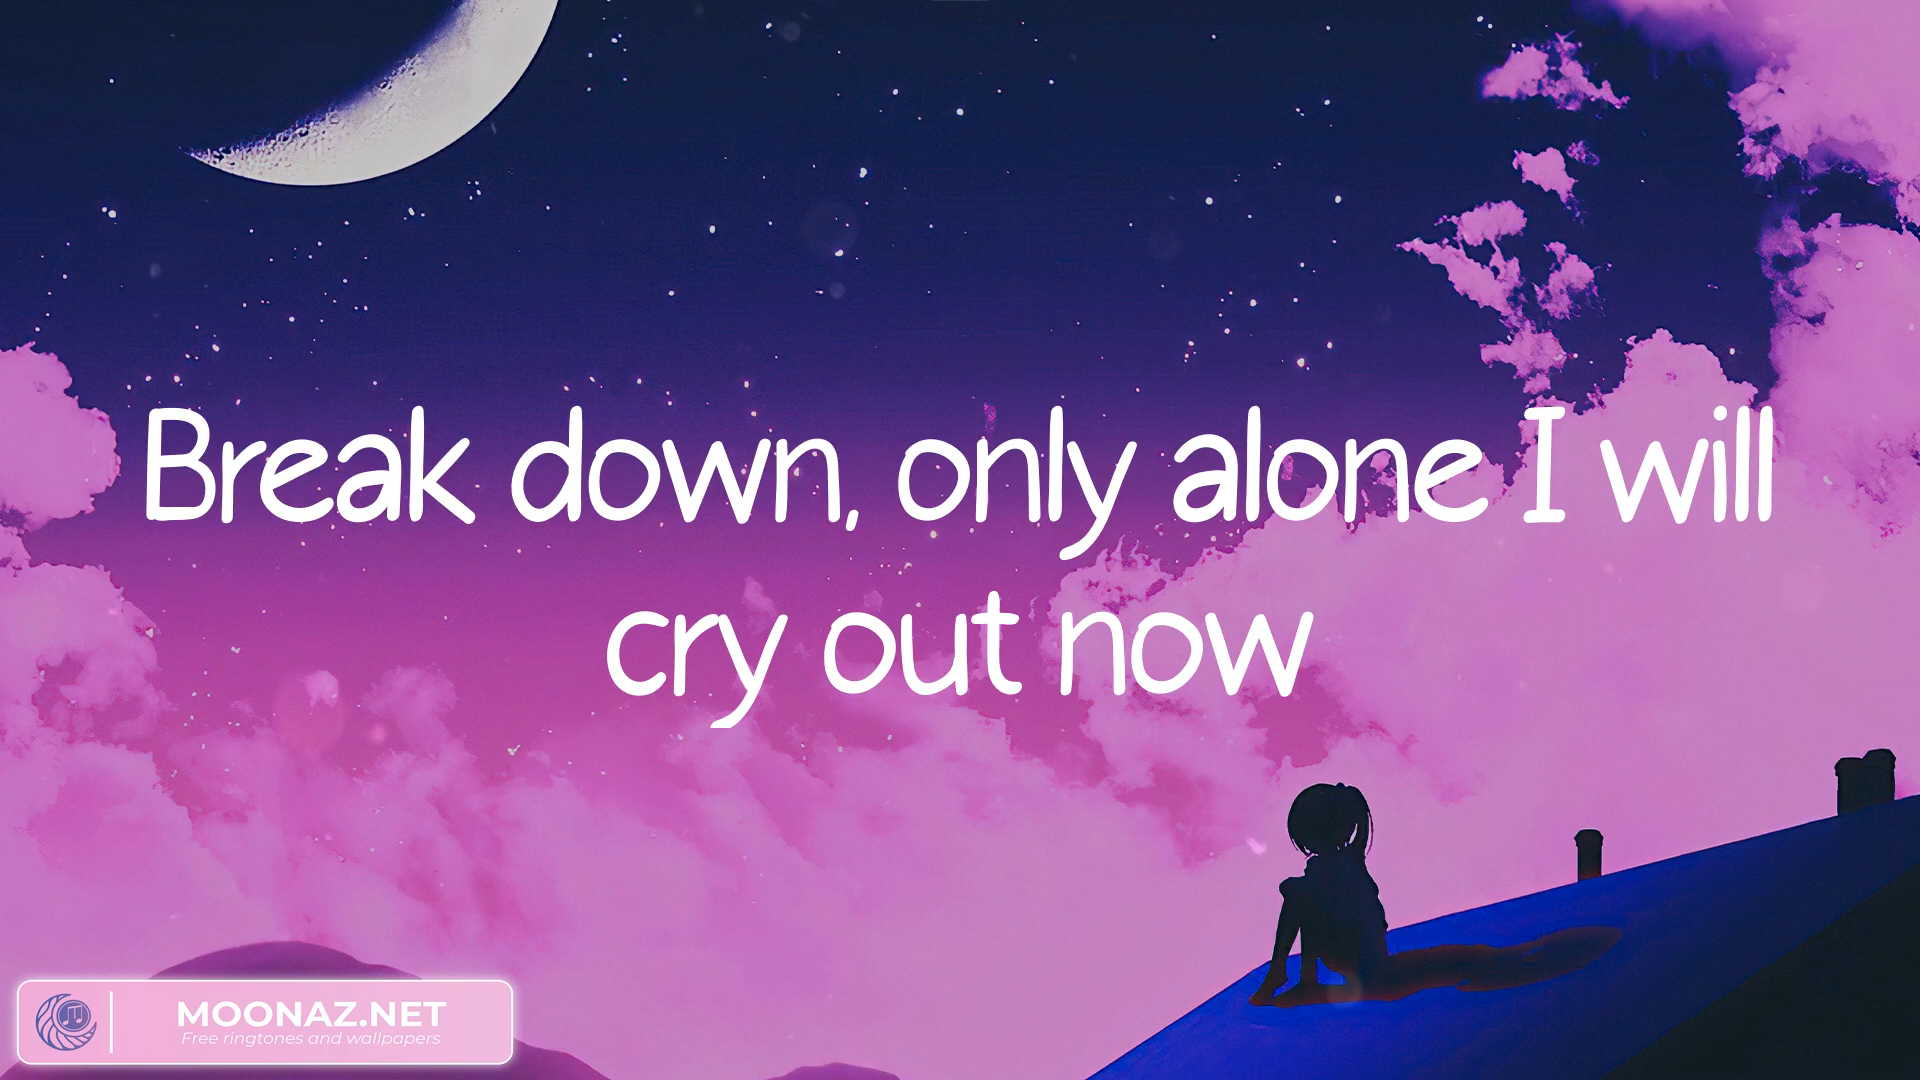 Break down, only alone I will
cry out now
MOONAZ.NET
Free ringtones and wallpapers